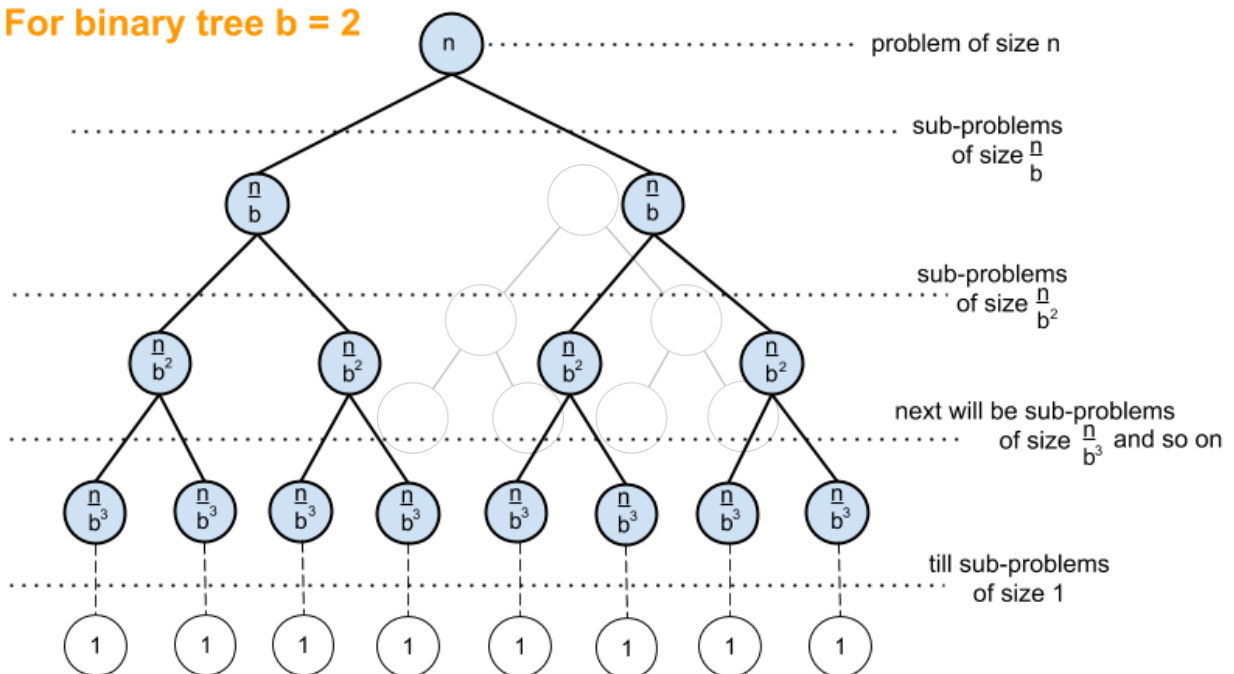 For binary tree b = 2
n
problem of size n
sub-problems
of size n/b
n/b n/b
sub-problems
of size n/b²
n/b² n/b² n/b² n/b²
next will be sub-problems
of size n/b³ and so on
n/b³ n/b³ n/b³ n/b³ n/b³ n/b³ n/b³ n/b³
till sub-problems
of size 1
1 1 1 1 1 1 1 1